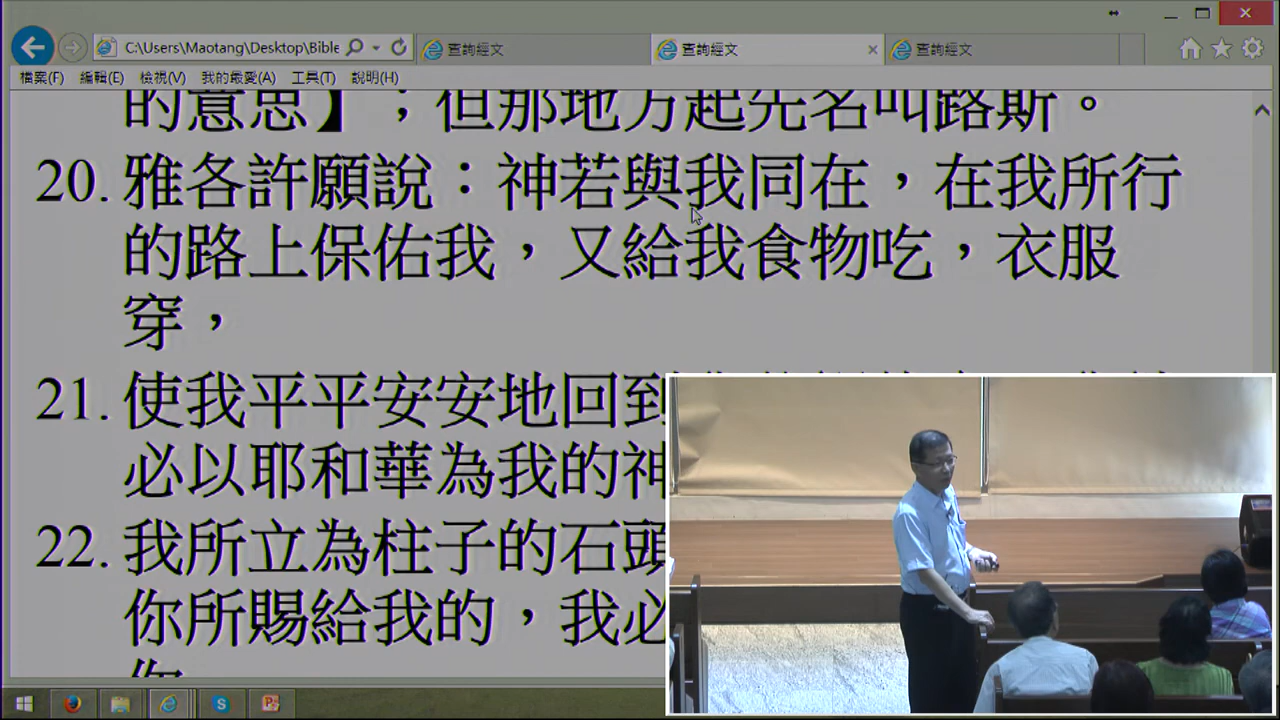 C:\Users\Maotang\Desktop\Bible
查詢經文
查詢經文
查詢經文
檔案(F) 編輯(E) 檢視(V) 我的最愛(A) 工具(T) 說明(H)
的意思】；但那地方起先名叫路斯。
20. 雅各許願說：神若與我同在，在我所行
的路上保佑我，又給我食物吃，衣服
穿，
21. 使我平平安安地回到
必以耶和華為我的神
22. 我所立為柱子的石頭
你所賜給我的，我必